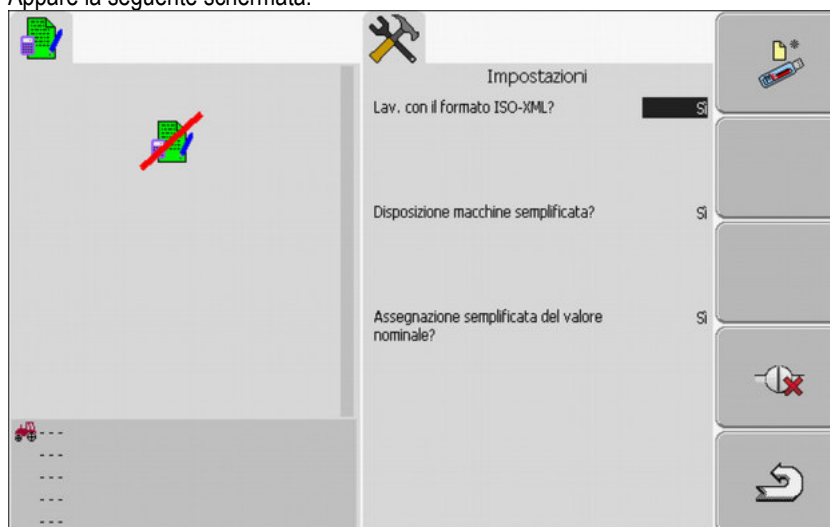 Appare la seguente schermata:
Impostazioni
Lav. con il formato ISO-XML?
Sì
Disposizione macchine semplificata?
Sì
Assegnazione semplificata del valore
nominale?
Sì
---
---
---
---
---